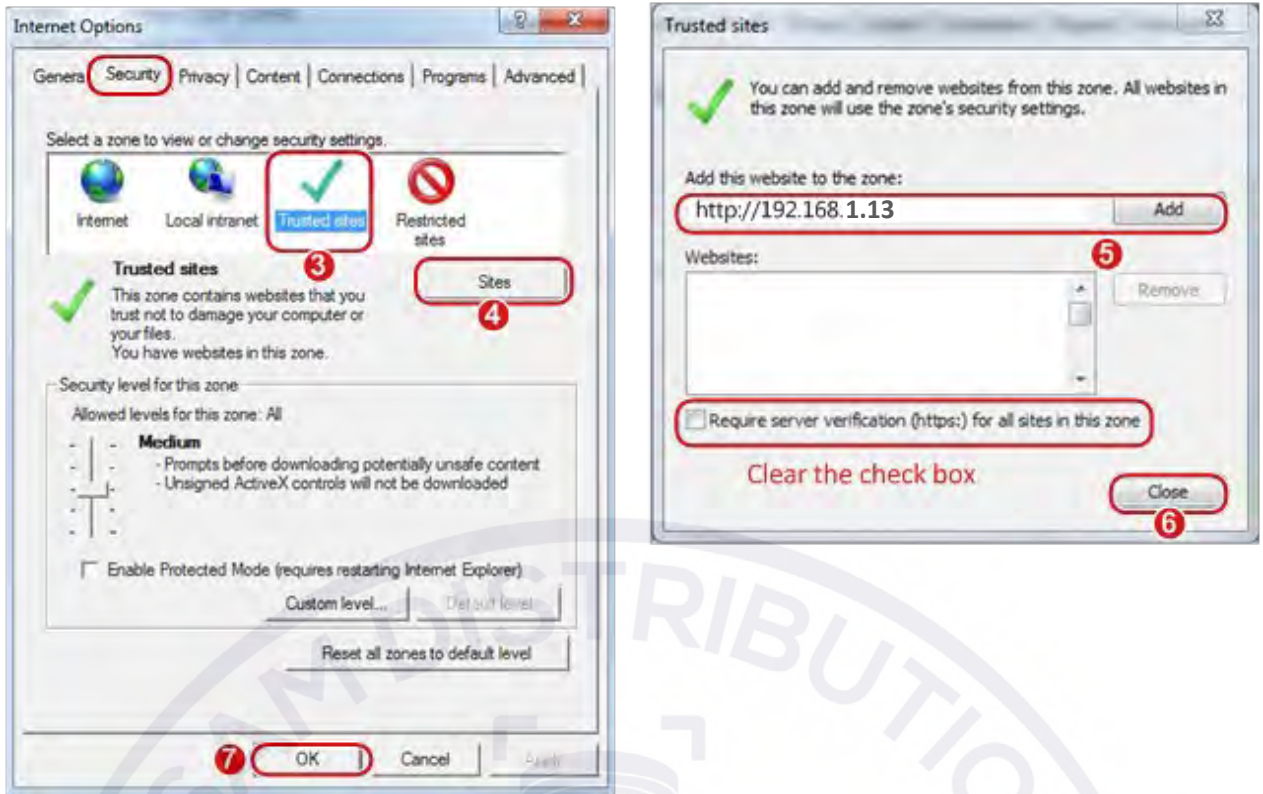 Internet Options
General Security Privacy Content Connections Programs Advanced
Select a zone to view or change security settings.
Internet Local intranet Trusted sites Restricted sites
3
Trusted sites
This zone contains websites that you
trust not to damage your computer or
your files.
You have websites in this zone.
Sites
4
Security level for this zone
Allowed levels for this zone: All
Medium
- Prompts before downloading potentially unsafe content
- Unsigned ActiveX controls will not be downloaded
Enable Protected Mode (requires restarting Internet Explorer)
Custom level... Default level
Reset all zones to default level
7 OK Cancel Apply
Trusted sites
You can add and remove websites from this zone. All websites in
this zone will use the zone's security settings.
Add this website to the zone:
http://192.168.1.13 Add
5
Websites:
Remove
Require server verification (https:) for all sites in this zone
Clear the check box
Close
6
DISTRIBUTIO